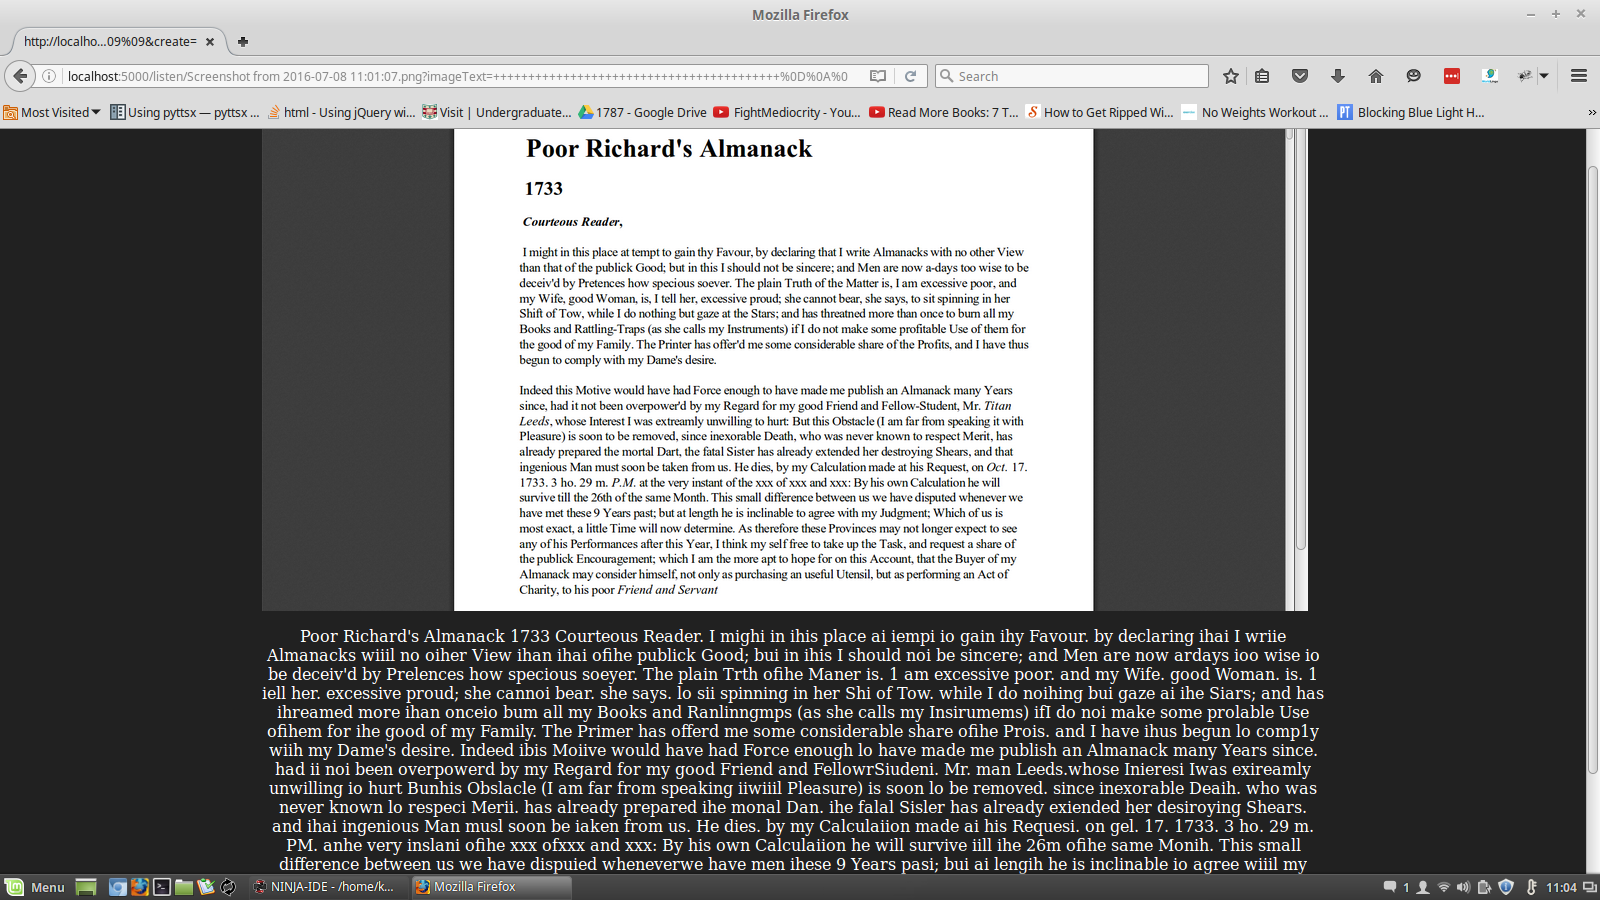 Mozilla Firefox
http://localho...09%09&create=
localhost:5000/listen/Screenshot from 2016-07-08 11:01:07.png?imageText=+++++++++++++++++++++++++++++++++++++++++%0D%0A%0
Search
Most Visited
Using pyttsx — pyttsx ...
html - Using jQuery wi...
Visit | Undergraduate...
1787 - Google Drive
FightMediocrity - You...
Read More Books: 7 T...
How to Get Ripped Wi...
No Weights Workout ...
Blocking Blue Light H...
Poor Richard's Almanack
1733
Courteous Reader,
I might in this place at tempt to gain thy Favour, by declaring that I write Almanacks with no other View
than that of the publick Good; but in this I should not be sincere; and Men are now a-days too wise to be
deceiv'd by Pretences how specious soever. The plain Truth of the Matter is, I am excessive poor, and
my Wife, good Woman, is, I tell her, excessive proud; she cannot bear, she says, to sit spinning in her
Shift of Tow, while I do nothing but gaze at the Stars; and has threatned more than once to burn all my
Books and Rattling-Traps (as she calls my Instruments) if I do not make some profitable Use of them for
the good of my Family. The Printer has offer'd me some considerable share of the Profits, and I have thus
begun to comply with my Dame's desire.
Indeed this Motive would have had Force enough to have made me publish an Almanack many Years
since, had it not been overpower'd by my Regard for my good Friend and Fellow-Student, Mr. Titan
Leeds, whose Interest I was extreamly unwilling to hurt: But this Obstacle (I am far from speaking it with
Pleasure) is soon to be removed, since inexorable Death, who was never known to respect Merit, has
already prepared the mortal Dart, the fatal Sister has already extended her destroying Shears, and that
ingenious Man must soon be taken from us. He dies, by my Calculation made at his Request, on Oct. 17.
1733. 3 ho. 29 m. P.M. at the very instant of the xxx of xxx and xxx: By his own Calculation he will
survive till the 26th of the same Month. This small difference between us we have disputed whenever we
have met these 9 Years past; but at length he is inclinable to agree with my Judgment; Which of us is
most exact, a little Time will now determine. As therefore these Provinces may not longer expect to see
any of his Performances after this Year, I think my self free to take up the Task, and request a share of
the publick Encouragement; which I am the more apt to hope for on this Account, that the Buyer of my
Almanack may consider himself, not only as purchasing an useful Utensil, but as performing an Act of
Charity, to his poor Friend and Servant
Poor Richard's Almanack 1733 Courteous Reader. I mighi in ihis place ai iempi io gain ihy Favour. by declaring ihai I wriie
Almanacks wiiil no oiher View ihan ihai ofihe publick Good; bui in ihis I should noi be sincere; and Men are now ardays ioo wise io
be deceiv'd by Prelences how specious soeyer. The plain Trth ofihe Maner is. 1 am excessive poor. and my Wife. good Woman. is. 1
iell her. excessive proud; she cannoi bear. she says. lo sii spinning in her Shi of Tow. while I do noihing bui gaze ai ihe Siars; and has
ihreamed more ihan onceio bum all my Books and Ranlinngmps (as she calls my Insirumems) ifI do noi make some prolable Use
ofihem for ihe good of my Family. The Primer has offerd me some considerable share ofihe Prois. and I have ihus begun lo comp1y
wiih my Dame's desire. Indeed ibis Moiive would have had Force enough lo have made me publish an Almanack many Years since.
had ii noi been overpowerd by my Regard for my good Friend and FellowrSiudeni. Mr. man Leeds.whose Inieresi Iwas exireamly
unwilling io hurt Bunhis Obslacle (I am far from speaking iiwiiil Pleasure) is soon lo be removed. since inexorable Deaih. who was
never known lo respeci Merii. has already prepared ihe monal Dan. ihe falal Sisler has already exiended her desiroying Shears.
and ihai ingenious Man musl soon be iaken from us. He dies. by my Calculaiion made ai his Requesi. on gel. 17. 1733. 3 ho. 29 m.
PM. anhe very inslani ofihe xxx ofxxx and xxx: By his own Calculaiion he will survive iill ihe 26m ofihe same Monih. This small
difference between us we have dispuied wheneverwe have men ihese 9 Years pasi; bui ai lengih he is inclinable io agree wiiil my
Menu
NINJA-IDE - /home/k...
Mozilla Firefox
1
11:04